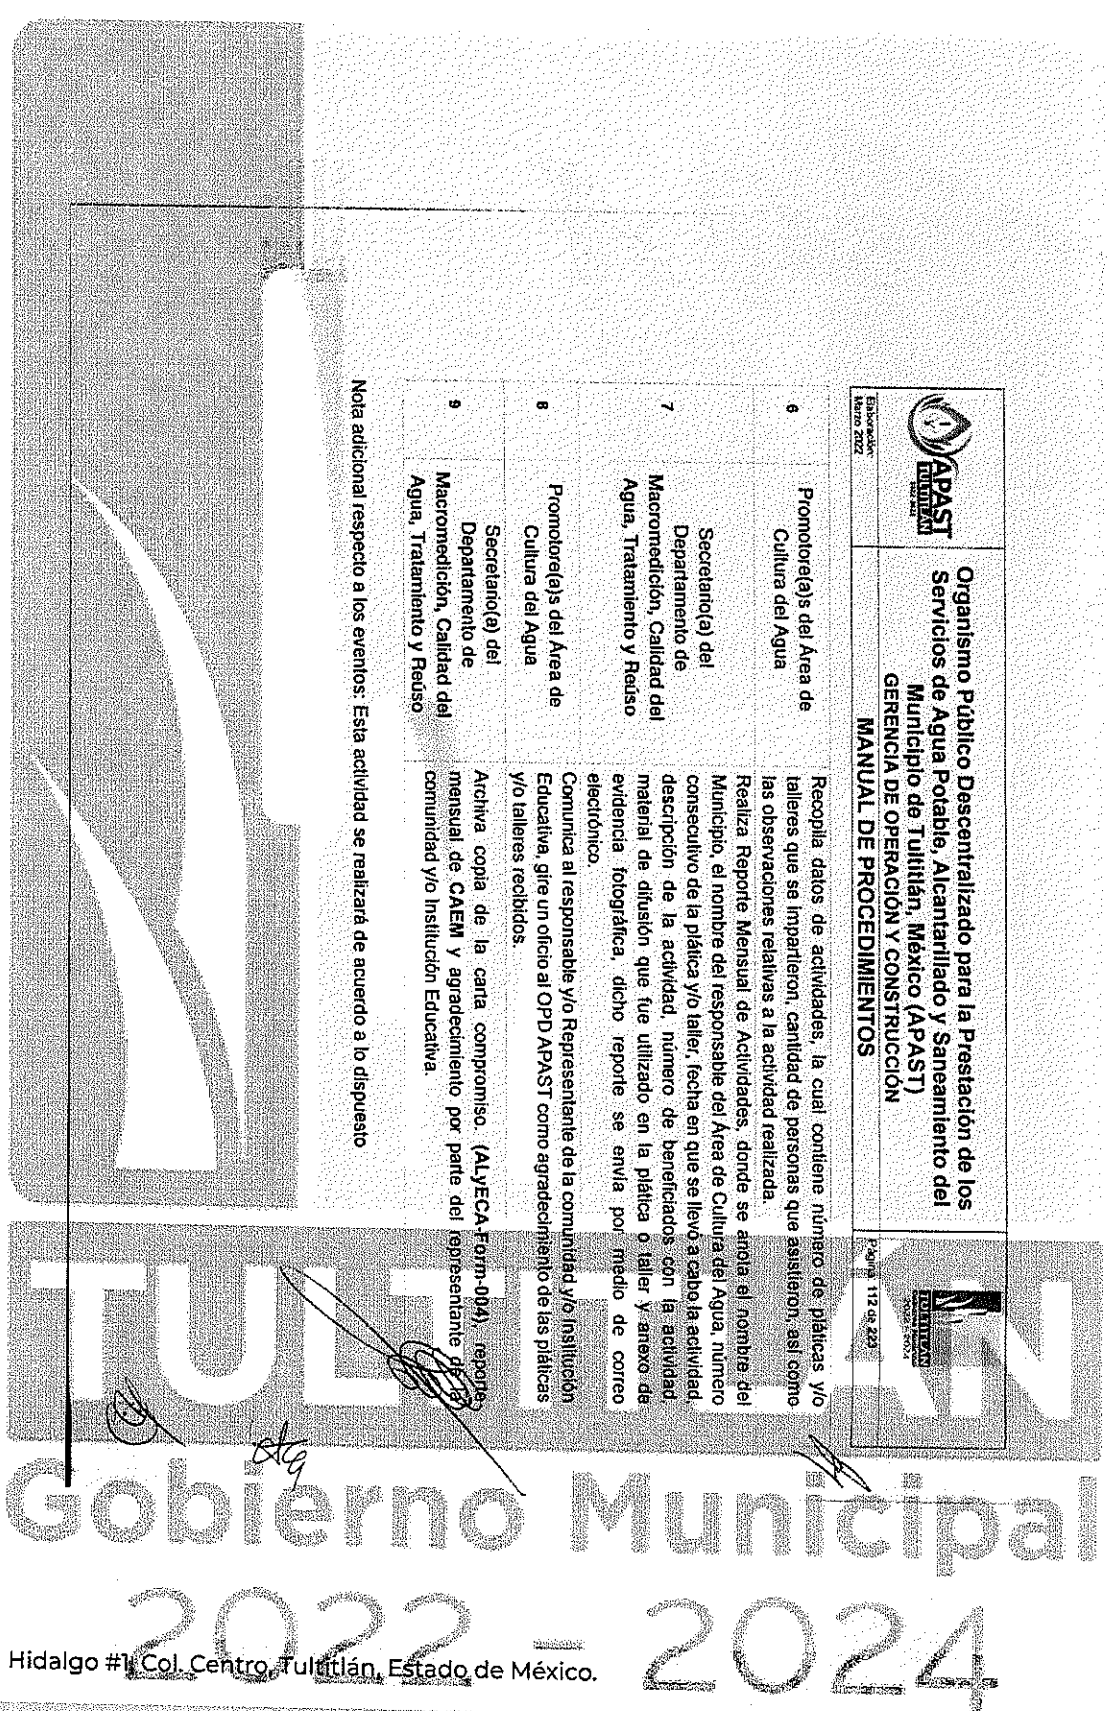 APAST
TULTITLÁN
2022-2024
Elaboración:
Marzo 2022
Organismo Público Descentralizado para la Prestación de los
Servicios de Agua Potable, Alcantarillado y Saneamiento del
Municipio de Tultitlán, México (APAST)
GERENCIA DE OPERACIÓN Y CONSTRUCCIÓN
MANUAL DE PROCEDIMIENTOS
TULTITLÁN
2022 - 2024
Página 112 de 223
6
Promotore(a)s del Área de
Cultura del Agua
Recopila datos de actividades, la cual contiene número de pláticas y/o
talleres que se impartieron, cantidad de personas que asistieron, así como
las observaciones relativas a la actividad realizada.
7
Secretario(a) del
Departamento de
Macromedición, Calidad del
Agua, Tratamiento y Reúso
Realiza Reporte Mensual de Actividades, donde se anota el nombre del
Municipio, el nombre del responsable del Área de Cultura del Agua, número
consecutivo de la plática y/o taller, fecha en que se llevó a cabo la actividad,
descripción de la actividad, número de beneficiados con la actividad,
material de difusión que fue utilizado en la plática o taller y anexo de
evidencia fotográfica, dicho reporte se envía por medio de correo
electrónico.
8
Promotore(a)s del Área de
Cultura del Agua
Comunica al responsable y/o Representante de la comunidad y/o Institución
Educativa, gire un oficio al OPD APAST como agradecimiento de las pláticas
y/o talleres recibidos.
9
Secretario(a) del
Departamento de
Macromedición, Calidad del
Agua, Tratamiento y Reúso
Archiva copia de la carta compromiso. (ALyECA-Form-004), reporte
mensual de CAEM y agradecimiento por parte del representante de la
comunidad y/o Institución Educativa.
Nota adicional respecto a los eventos: Esta actividad se realizará de acuerdo a lo dispuesto
TULTITLÁN
Gobierno Municipal
2022 – 2024
Hidalgo #1, Col. Centro, Tultitlán, Estado de México.